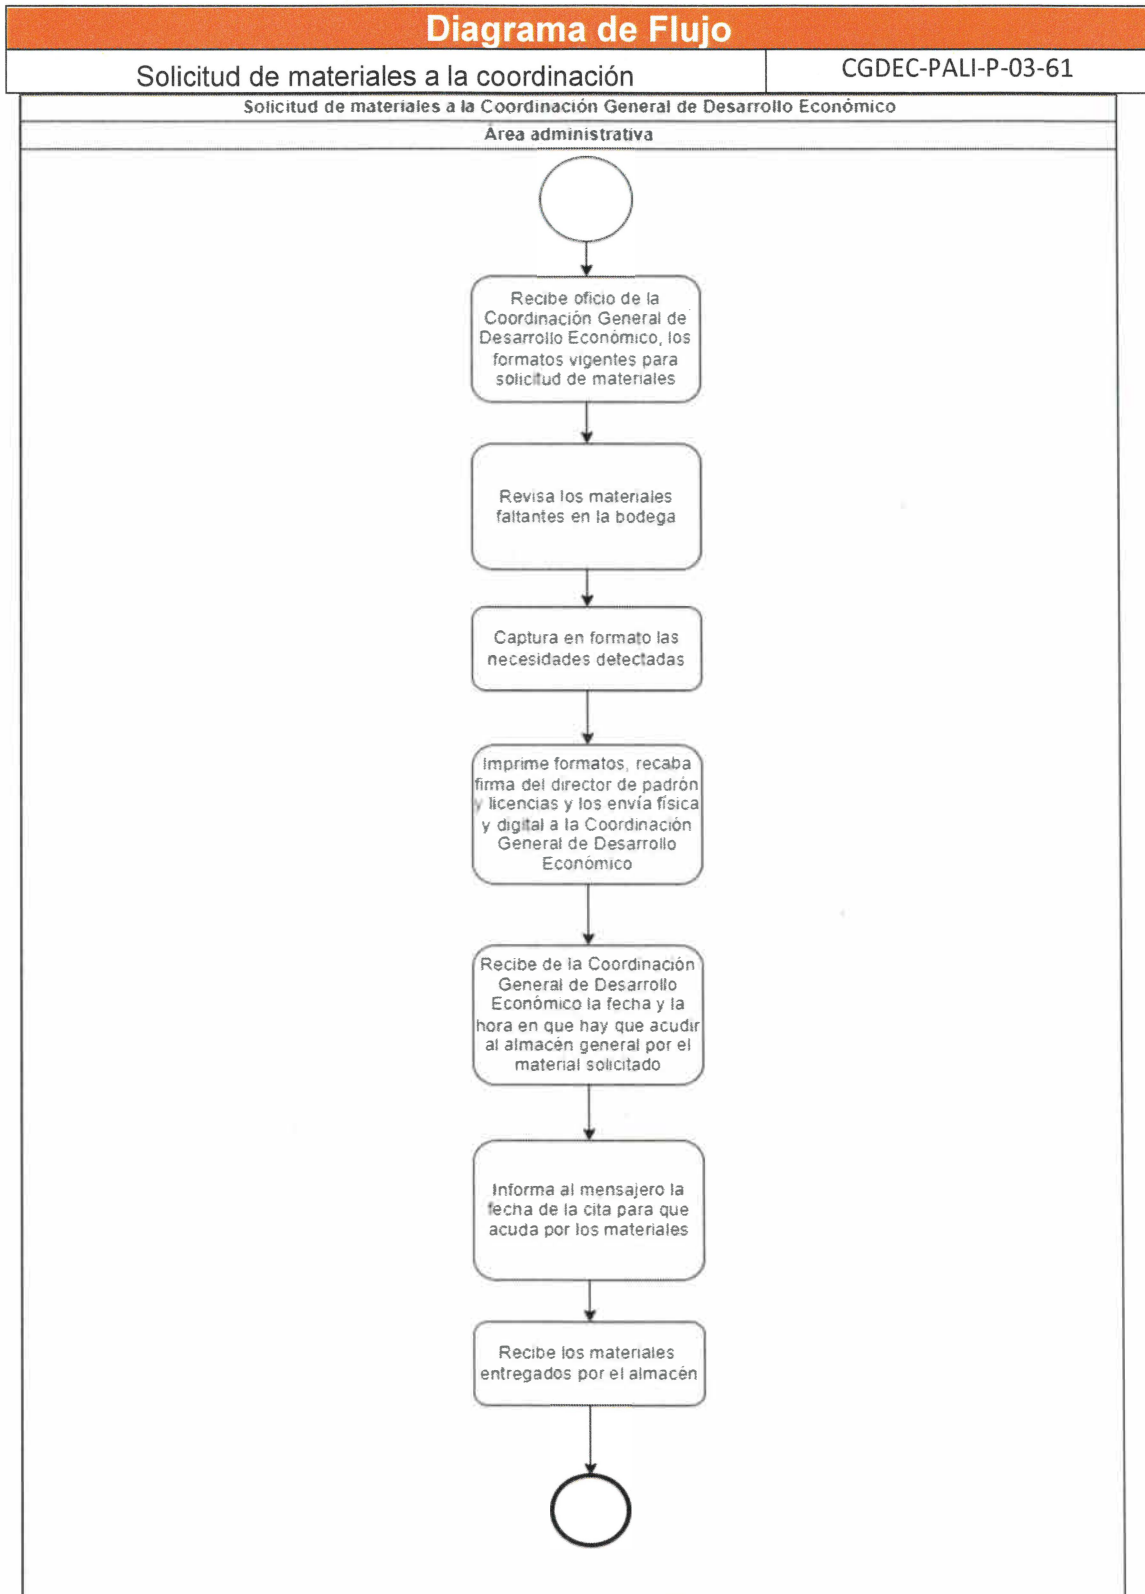 Diagrama de Flujo
Solicitud de materiales a la coordinación
CGDEC-PALI-P-03-61
Solicitud de materiales a la Coordinación General de Desarrollo Económico
Área administrativa
Recibe oficio de la
Coordinación General de
Desarrollo Económico, los
formatos vigentes para
solicitud de materiales
Revisa los materiales
faltantes en la bodega
Captura en formato las
necesidades detectadas
Imprime formatos, recaba
firma del director de padrón
y licencias y los envía física
y digital a la Coordinación
General de Desarrollo
Económico
Recibe de la Coordinación
General de Desarrollo
Económico la fecha y la
hora en que hay que acudir
al almacén general por el
material solicitado
Informa al mensajero la
fecha de la cita para que
acuda por los materiales
Recibe los materiales
entregados por el almacén